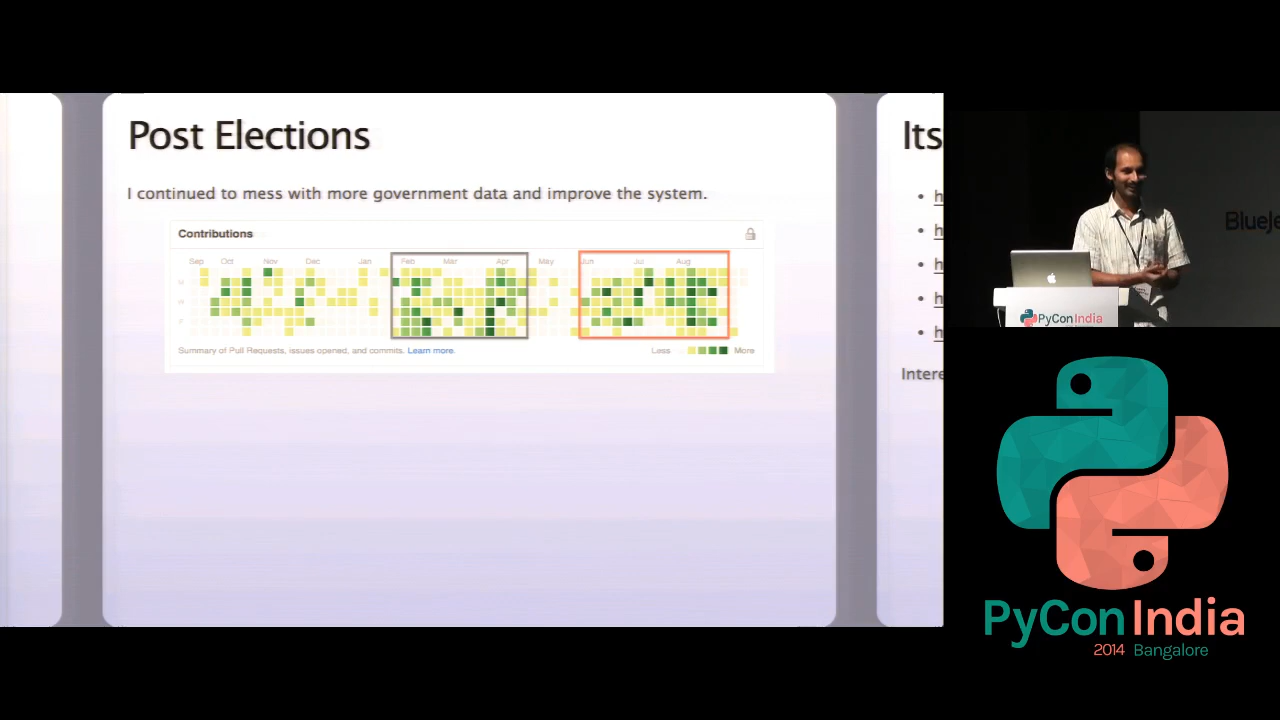 Post Elections
I continued to mess with more government data and improve the system.
Contributions
Sep Oct Nov Dec Jan Feb Mar Apr May Jun Jul Aug
M
W
F
Summary of Pull Requests, issues opened, and commits. Learn more.
Less More
Its
h
h
h
h
h
Intere
BlueJe
PyConIndia
PyCon India
2014 Bangalore